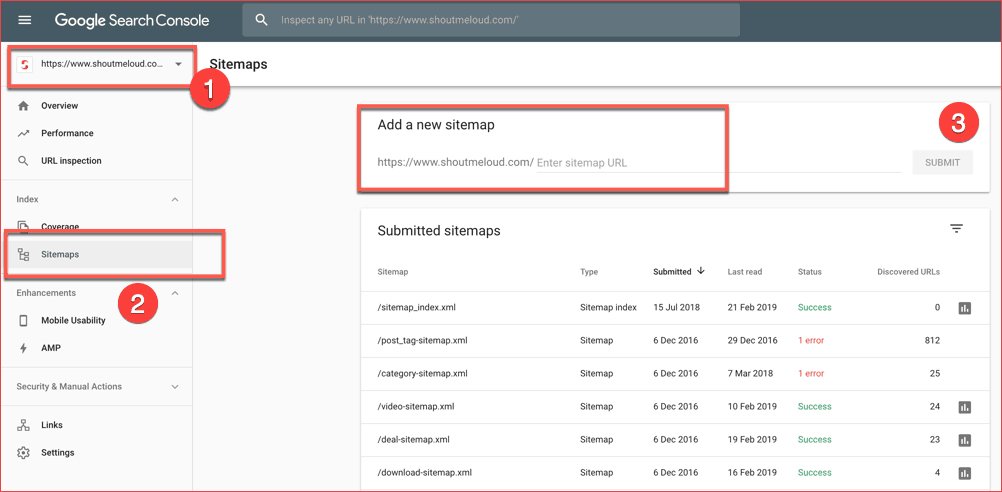 Google Search Console
Inspect any URL in 'https://www.shoutmeloud.com/'
https://www.shoutmeloud.co...
Sitemaps
1
Overview
Performance
URL inspection
Index
Coverage
Sitemaps
Enhancements
2
Mobile Usability
AMP
Security & Manual Actions
Links
Settings
Add a new sitemap
3
https://www.shoutmeloud.com/ Enter sitemap URL
SUBMIT
Submitted sitemaps
Sitemap Type Submitted Last read Status Discovered URLs
/sitemap_index.xml Sitemap index 15 Jul 2018 21 Feb 2019 Success 0
/post_tag-sitemap.xml Sitemap 6 Dec 2016 29 Dec 2016 1 error 812
/category-sitemap.xml Sitemap 6 Dec 2016 7 Mar 2018 1 error 25
/video-sitemap.xml Sitemap 6 Dec 2016 10 Feb 2019 Success 24
/deal-sitemap.xml Sitemap 6 Dec 2016 19 Feb 2019 Success 23
/download-sitemap.xml Sitemap 6 Dec 2016 16 Feb 2019 Success 4